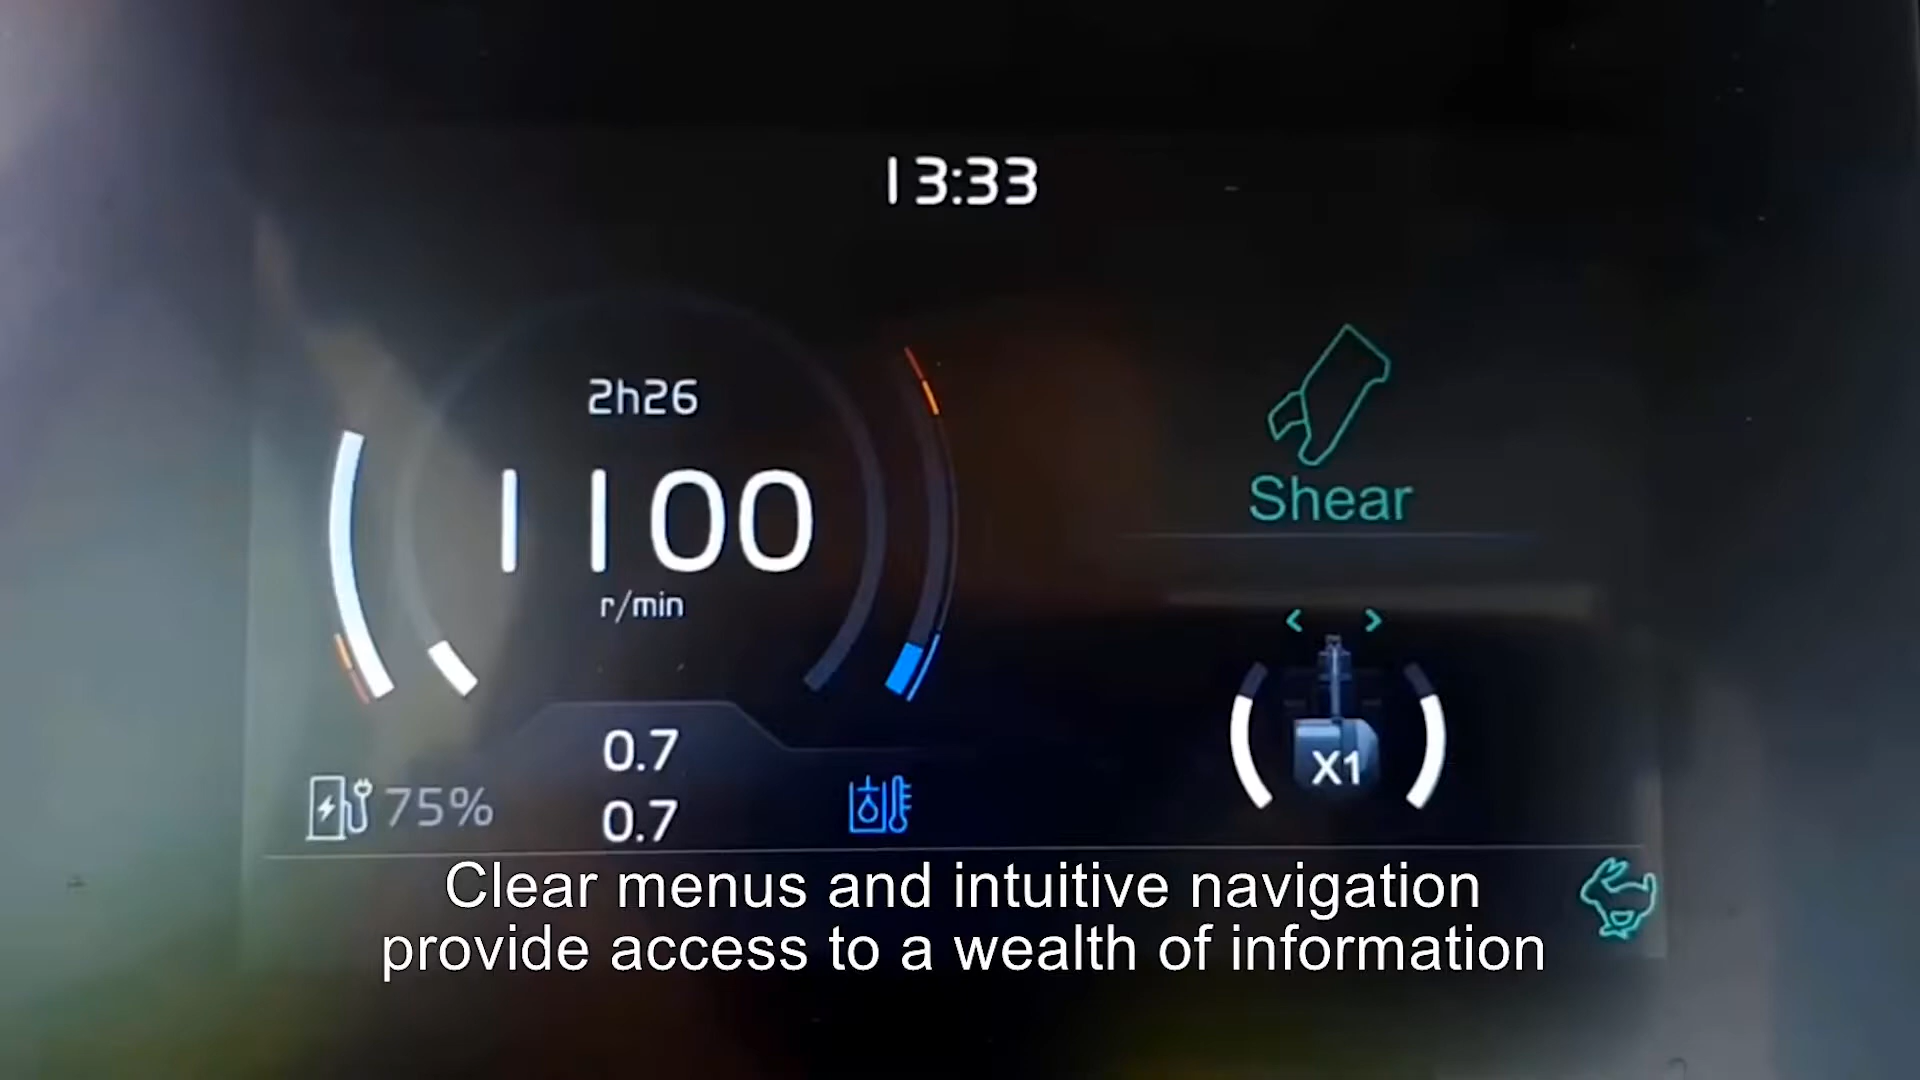 13:33
2h26
1100
r/min
0.7
75%
0.7
Shear
< >
X1
Clear menus and intuitive navigation
provide access to a wealth of information